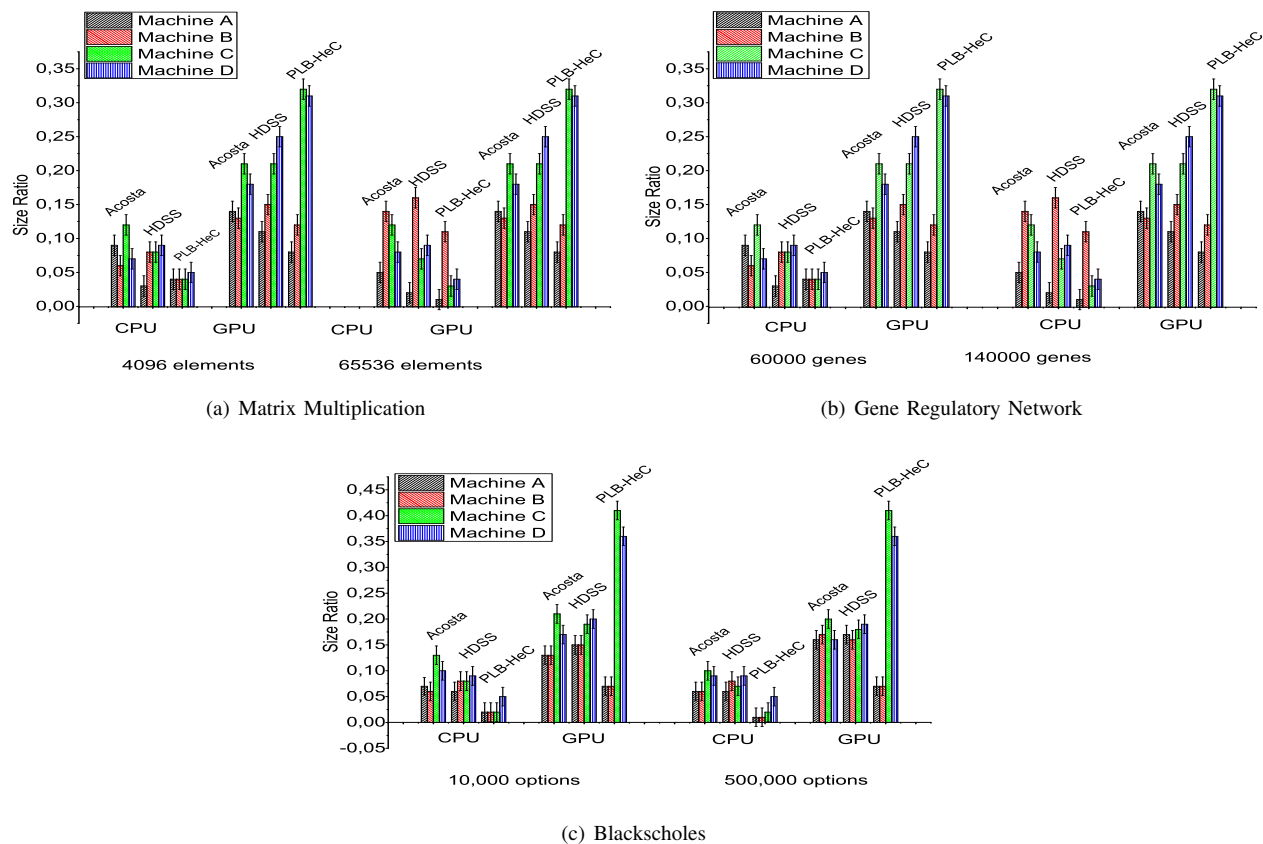 Machine A
Machine B
Machine C
Machine D
Size Ratio
0,35
0,30
0,25
0,20
0,15
0,10
0,05
0,00
Acosta
HDSS
PLB-HeC
Acosta
HDSS
PLB-HeC
Acosta
HDSS
PLB-HeC
Acosta
HDSS
PLB-HeC
CPU GPU CPU GPU
4096 elements 65536 elements
(a) Matrix Multiplication
Machine A
Machine B
Machine C
Machine D
Size Ratio
0,35
0,30
0,25
0,20
0,15
0,10
0,05
0,00
Acosta
HDSS
PLB-HeC
Acosta
HDSS
PLB-HeC
Acosta
HDSS
PLB-HeC
Acosta
HDSS
PLB-HeC
CPU GPU CPU GPU
60000 genes 140000 genes
(b) Gene Regulatory Network
Machine A
Machine B
Machine C
Machine D
Size Ratio
0,45
0,40
0,35
0,30
0,25
0,20
0,15
0,10
0,05
0,00
-0,05
Acosta
HDSS
PLB-HeC
Acosta
HDSS
PLB-HeC
Acosta
HDSS
PLB-HeC
Acosta
HDSS
PLB-HeC
CPU GPU CPU GPU
10,000 options 500,000 options
(c) Blackscholes